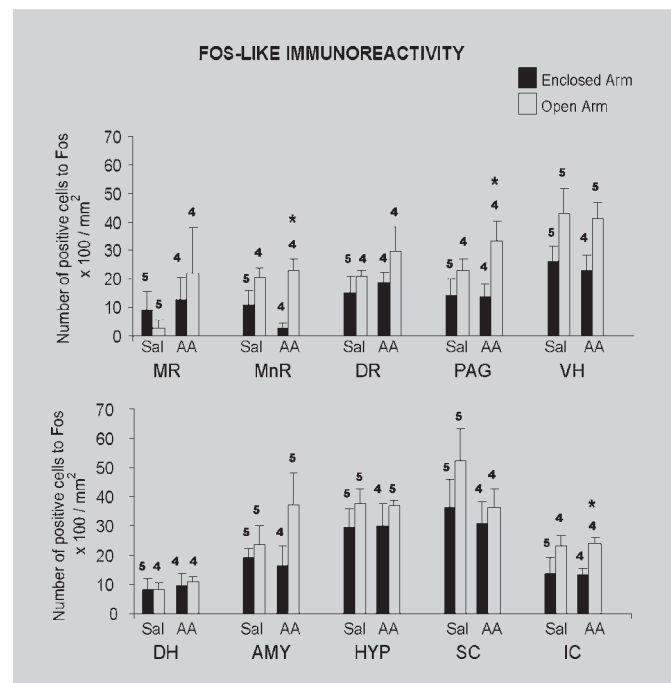 FOS-LIKE IMMUNOREACTIVITY
Enclosed Arm
Open Arm
Number of positive cells to Fos
x 100 / mm²
70
60
50
40
30
20
10
0
5 5 4 4 5 4 4 4 * 5 4 4 4 5 4 4 4 * 5 5 4 5
Sal AA Sal AA Sal AA Sal AA Sal AA
MR MnR DR PAG VH
Number of positive cells to Fos
x 100 / mm²
70
60
50
40
30
20
10
0
5 4 4 4 5 5 4 5 5 5 4 5 5 5 4 4 5 4 4 4 *
Sal AA Sal AA Sal AA Sal AA Sal AA
DH AMY HYP SC IC